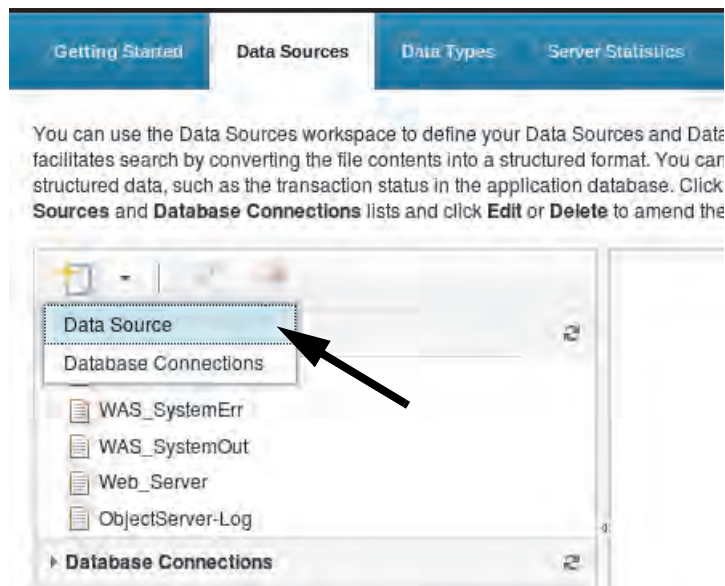 Getting Started Data Sources Data Types Server Statistics
You can use the Data Sources workspace to define your Data Sources and Data
facilitates search by converting the file contents into a structured format. You can
structured data, such as the transaction status in the application database. Click
Sources and Database Connections lists and click Edit or Delete to amend the
Data Source
Database Connections
WAS_SystemErr
WAS_SystemOut
Web_Server
ObjectServer-Log
Database Connections